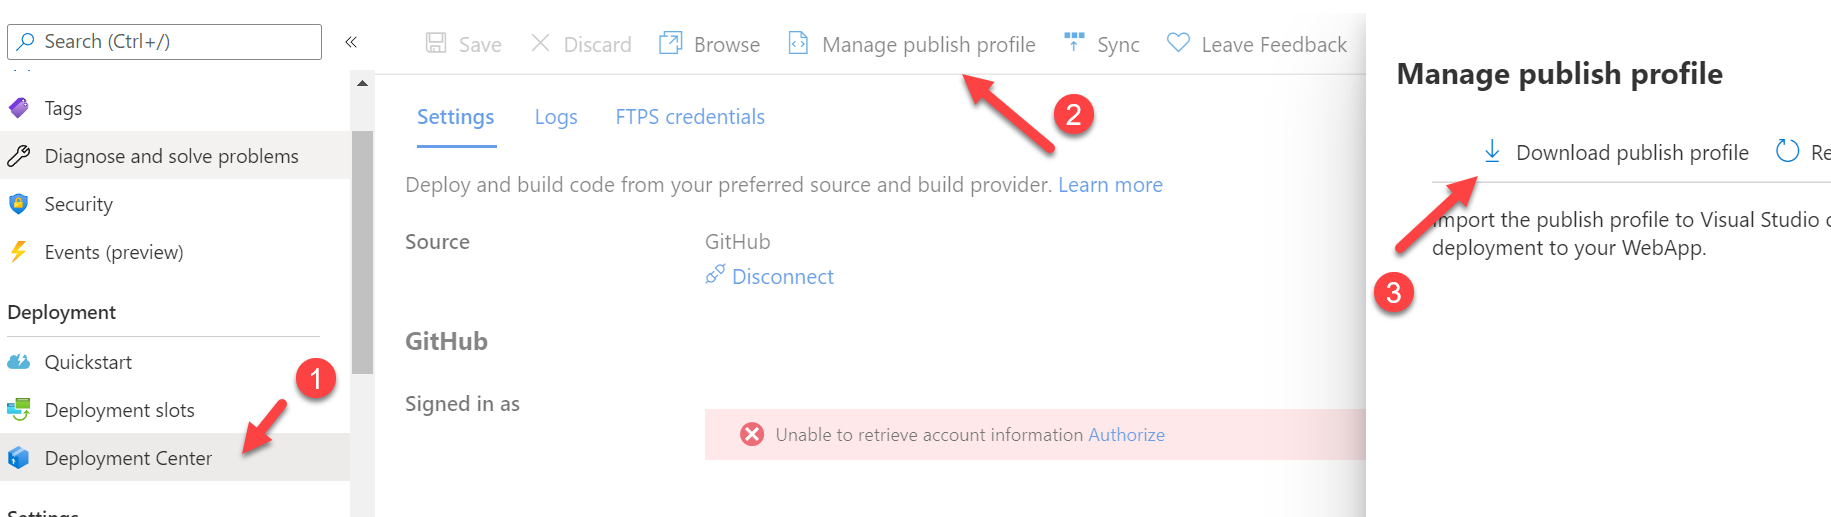 Search (Ctrl+/)
«
Tags
Diagnose and solve problems
Security
Events (preview)
Deployment
Quickstart
Deployment slots
Deployment Center
1
Save
Discard
Browse
Manage publish profile
Sync
Leave Feedback
2
Settings
Logs
FTPS credentials
Deploy and build code from your preferred source and build provider. Learn more
Source
GitHub
Disconnect
GitHub
Signed in as
Unable to retrieve account information Authorize
Manage publish profile
Download publish profile
Re
Import the publish profile to Visual Studio
deployment to your WebApp.
3